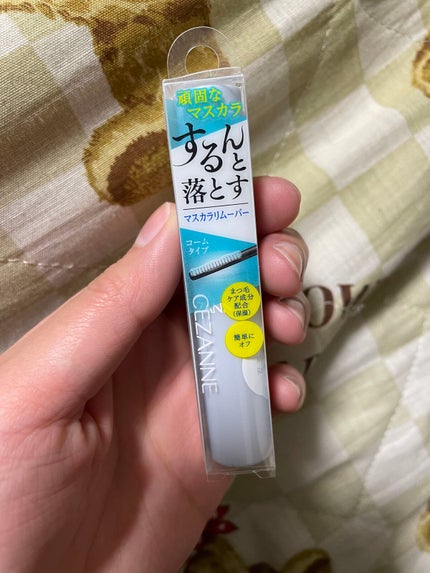 頑固な
マスカラ
するんと
落とす
マスカラリムーバー
コーム
タイプ
まつ毛
ケア成分
配合
(保護)
簡単に
オフ
CEZANNE